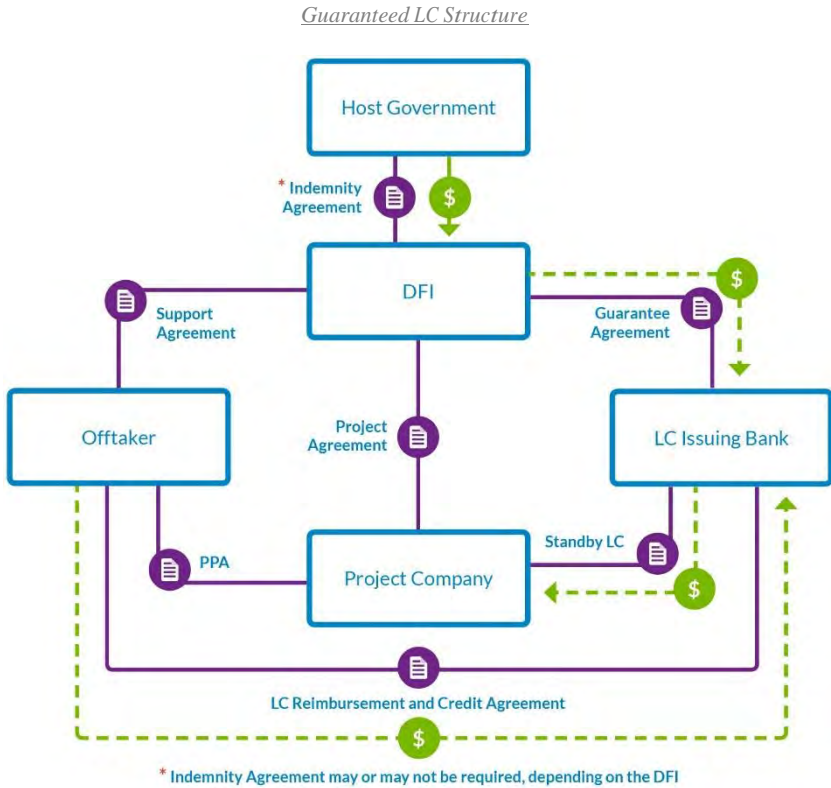 Guaranteed LC Structure
Host Government
* Indemnity
Agreement
$
DFI
$
Support
Agreement
Guarantee
Agreement
Offtaker
Project
Agreement
LC Issuing Bank
PPA
Project Company
Standby LC
$
LC Reimbursement and Credit Agreement
$
* Indemnity Agreement may or may not be required, depending on the DFI